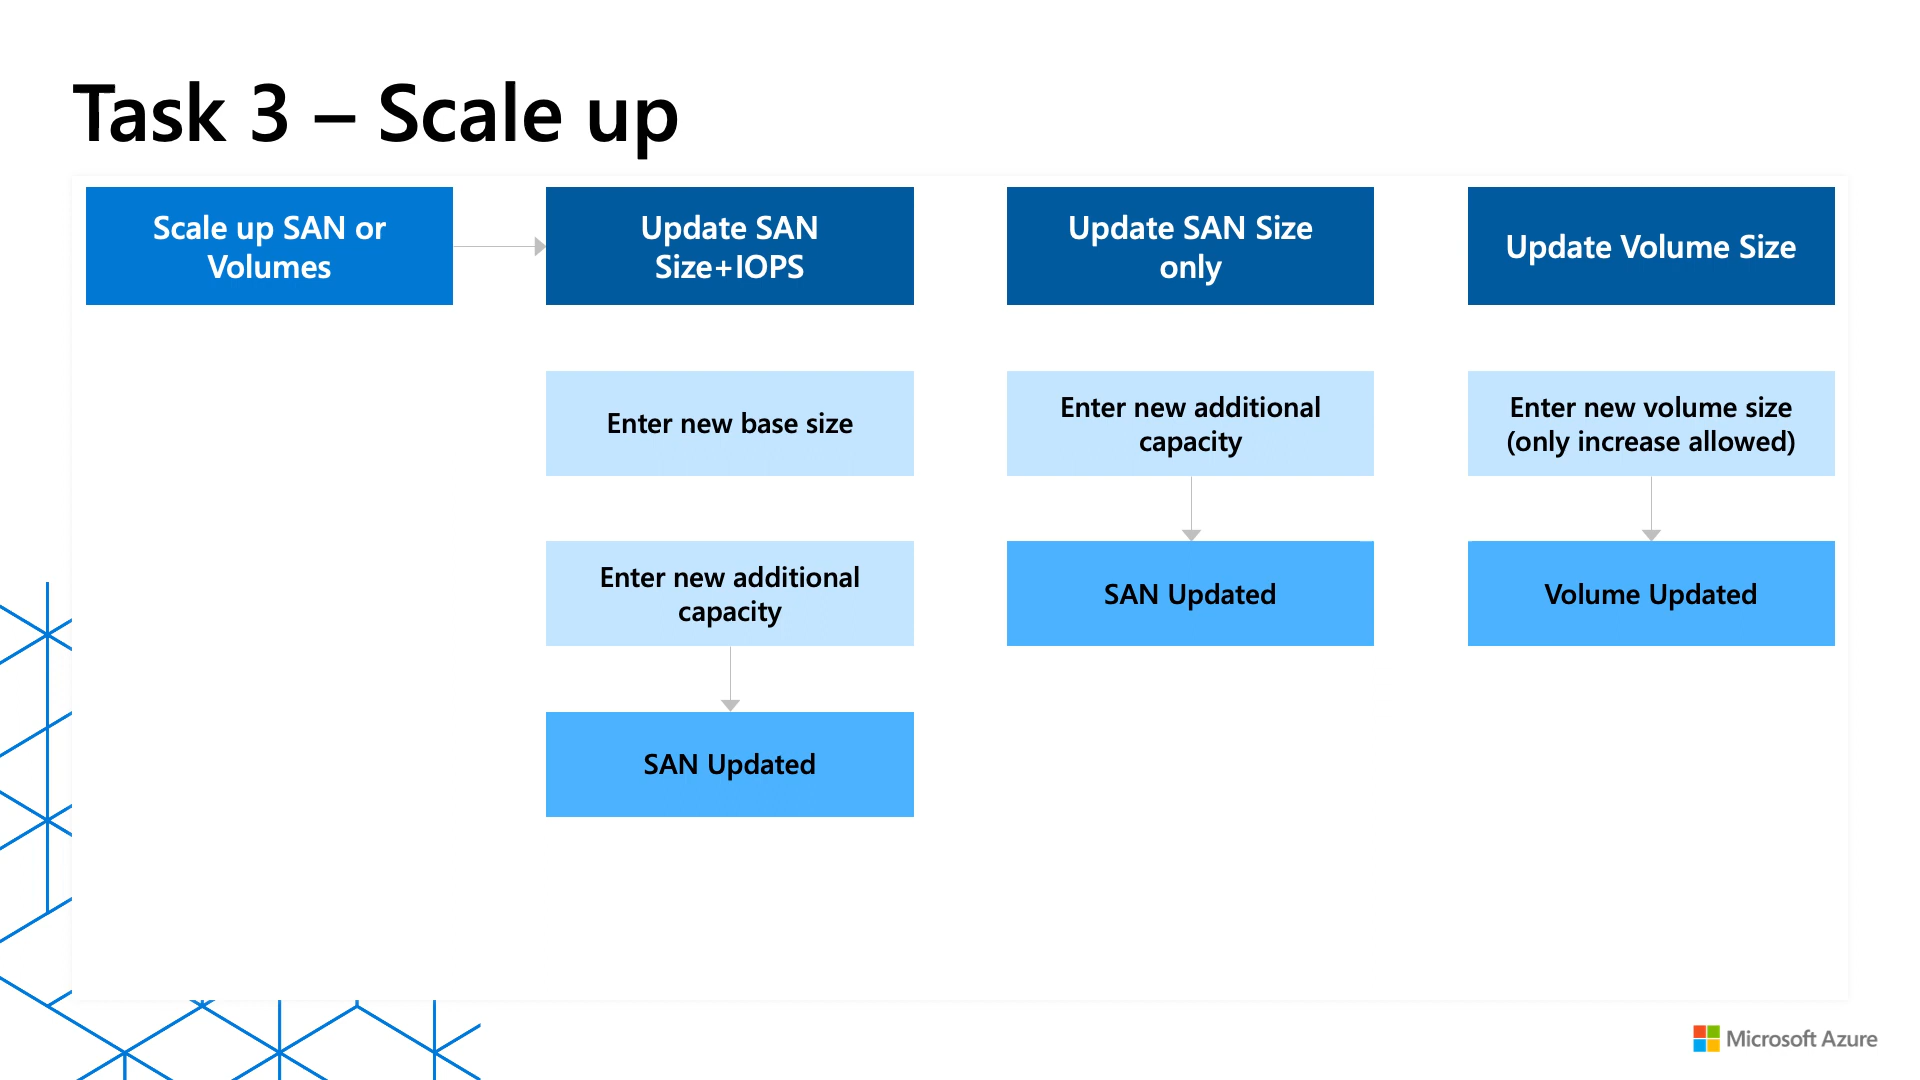 Task 3 – Scale up
Scale up SAN or
Volumes
Update SAN
Size+IOPS
Update SAN Size
only
Update Volume Size
Enter new base size
Enter new additional
capacity
Enter new volume size
(only increase allowed)
Enter new additional
capacity
SAN Updated
Volume Updated
SAN Updated
Microsoft Azure